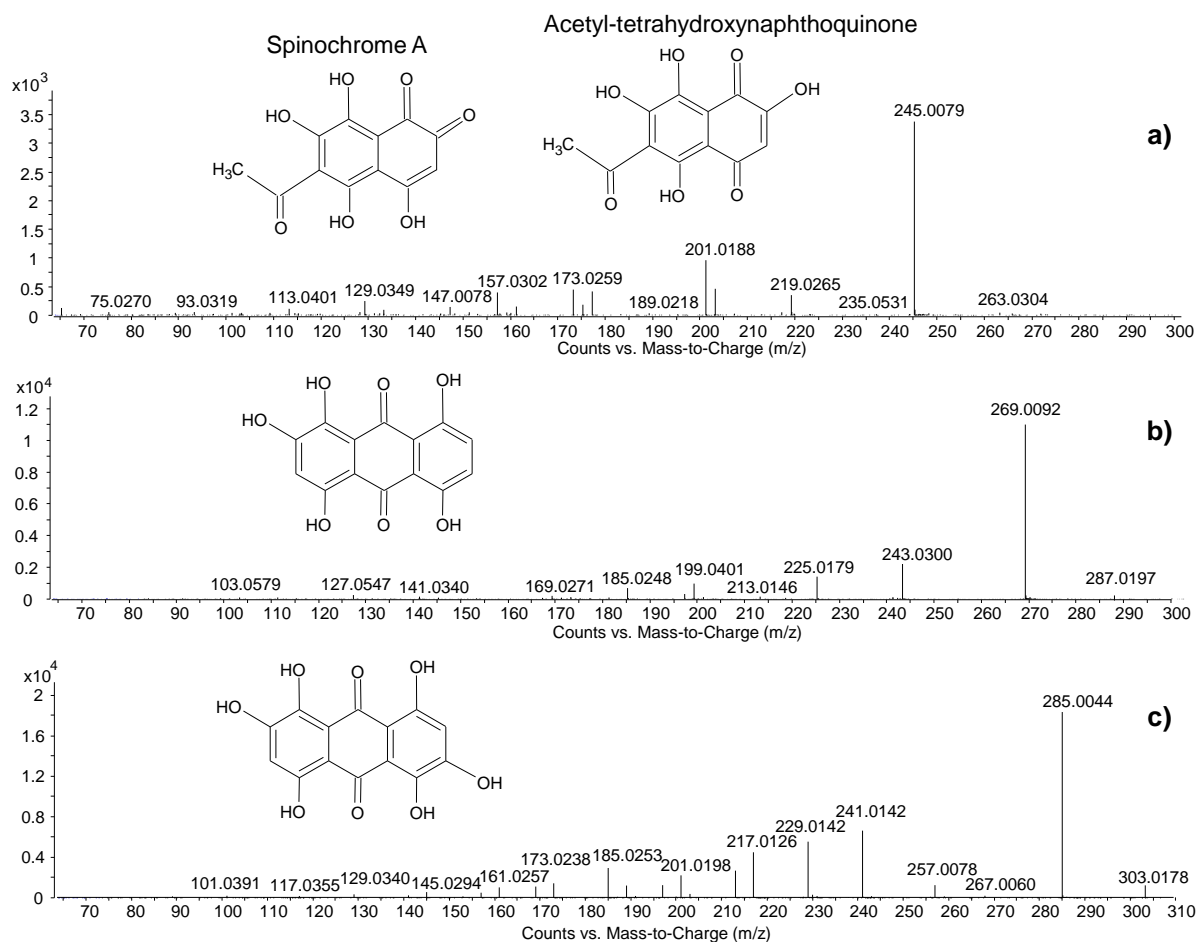 Spinochrome A
Acetyl-tetrahydroxynaphthoquinone
x10³
a)
HO
O
HO
O
H₃C
O
HO
OH
HO
O
HO
OH
H₃C
O
HO
O
3.5
3
2.5
2
1.5
1
0.5
0
245.0079
201.0188
75.0270 93.0319 113.0401 129.0349 147.0078 157.0302 173.0259 189.0218 219.0265 235.0531 263.0304
70 80 90 100 110 120 130 140 150 160 170 180 190 200 210 220 230 240 250 260 270 280 290 300
Counts vs. Mass-to-Charge (m/z)
x10⁴
b)
HO
O
OH
HO
HO
O
OH
1.2
1
0.8
0.6
0.4
0.2
0
269.0092
103.0579 127.0547 141.0340 169.0271 185.0248 199.0401 213.0146 225.0179 243.0300 287.0197
70 80 90 100 110 120 130 140 150 160 170 180 190 200 210 220 230 240 250 260 270 280 290 300
Counts vs. Mass-to-Charge (m/z)
x10⁴
c)
HO
O
OH
HO
OH
HO
O
OH
2
1.6
1.2
0.8
0.4
0
285.0044
101.0391 117.0355 129.0340 145.0294 161.0257 173.0238 185.0253 201.0198 217.0126 229.0142 241.0142 257.0078 267.0060 303.0178
70 80 90 100 110 120 130 140 150 160 170 180 190 200 210 220 230 240 250 260 270 280 290 300 310
Counts vs. Mass-to-Charge (m/z)